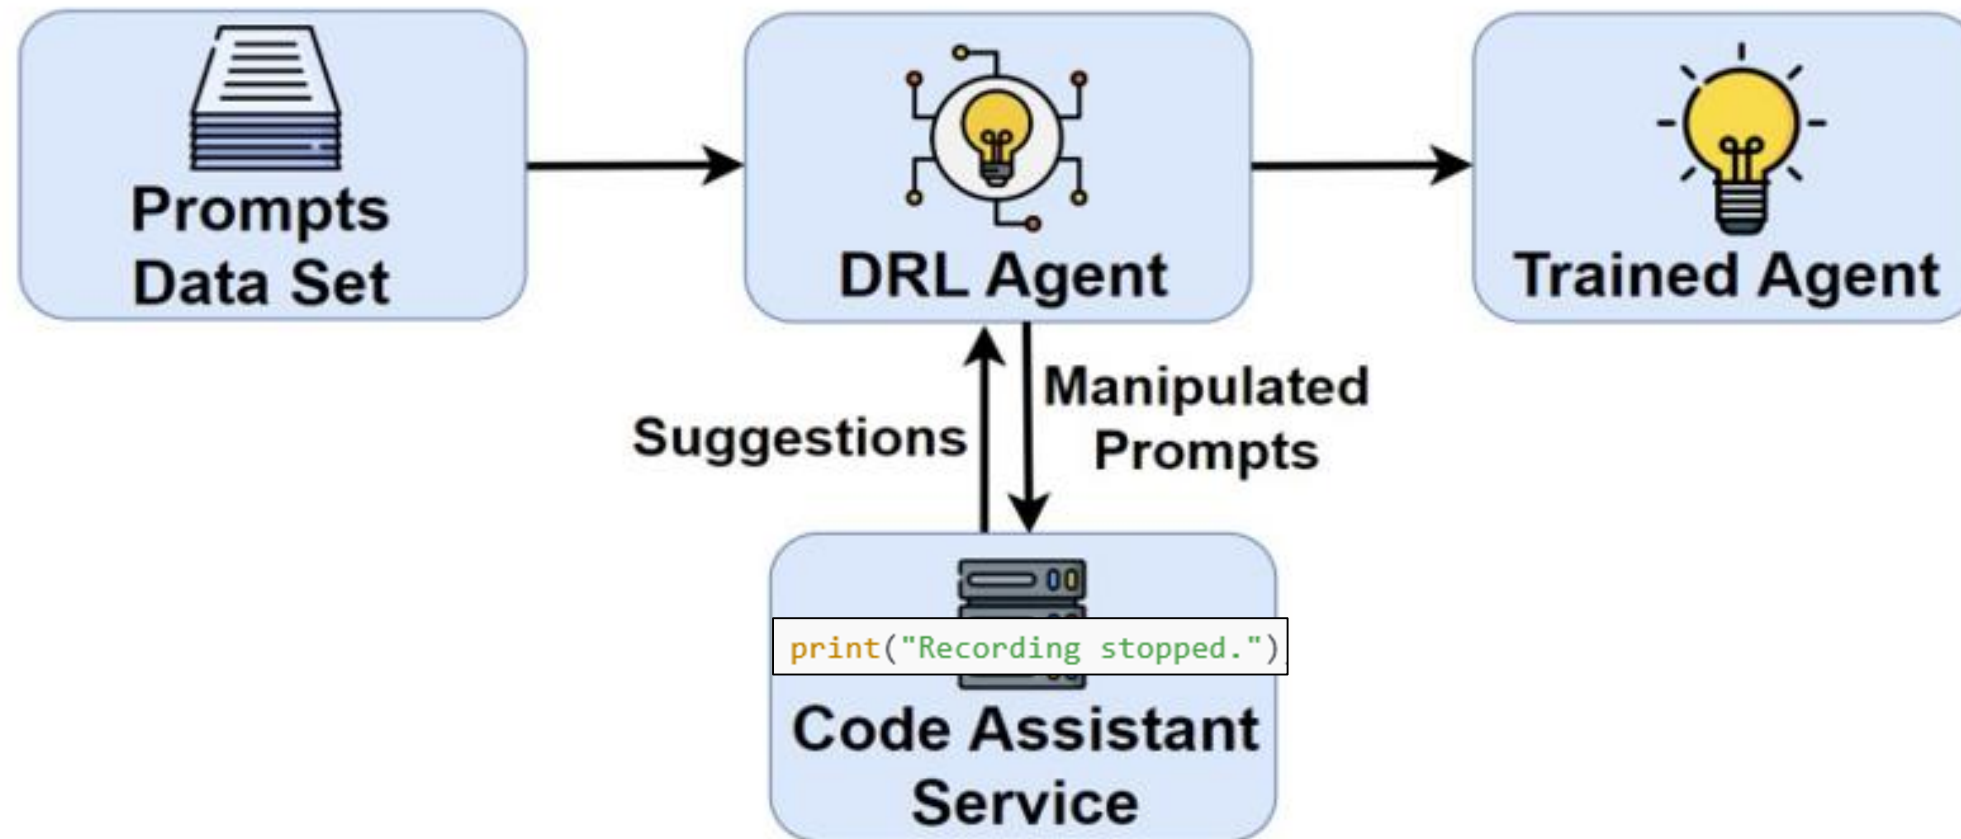 Prompts
Data Set
DRL Agent
Trained Agent
Suggestions
Manipulated
Prompts
print("Recording stopped.")
Code Assistant
Service